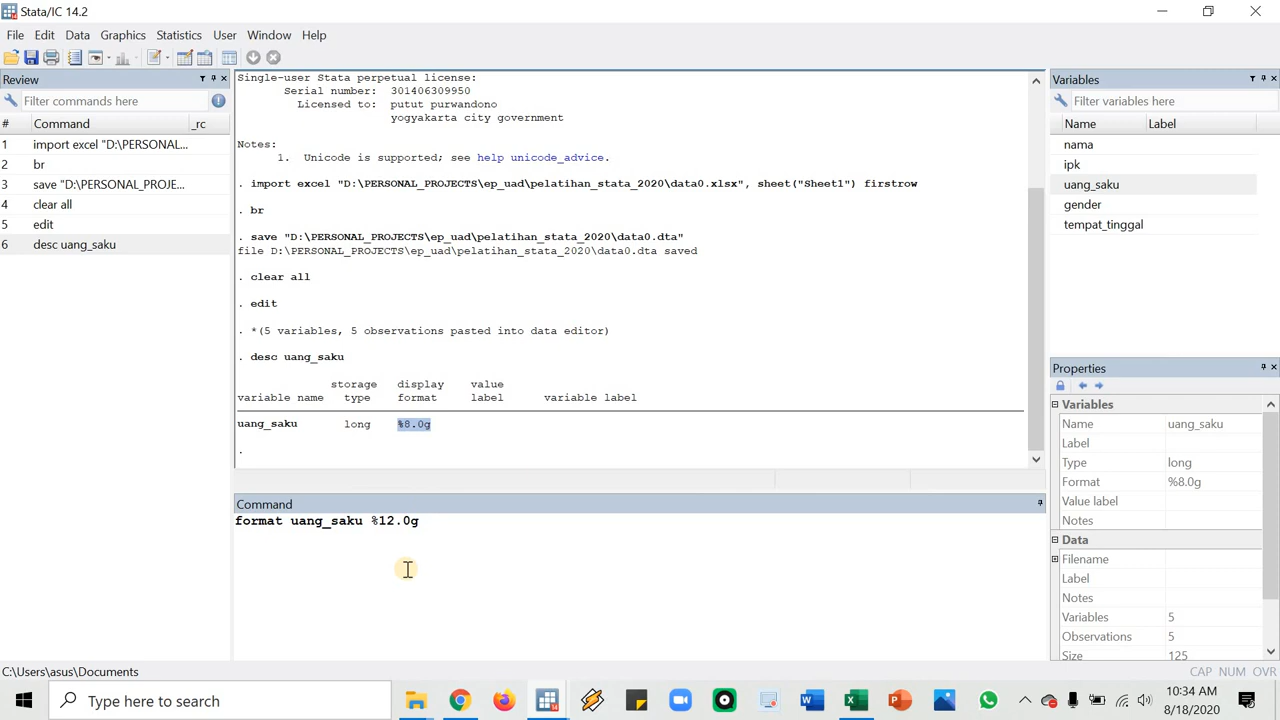 Stata/IC 14.2
File Edit Data Graphics Statistics User Window Help
Review
Filter commands here
# Command _rc
1 import excel "D:\PERSONAL...
2 br
3 save "D:\PERSONAL_PROJE...
4 clear all
5 edit
6 desc uang_saku
Single-user Stata perpetual license:
Serial number: 301406309950
Licensed to: putut purwandono
yogyakarta city government
Notes:
1. Unicode is supported; see help unicode_advice.
. import excel "D:\PERSONAL_PROJECTS\ep_uad\pelatihan_stata_2020\data0.xlsx", sheet("Sheet1") firstrow
. br
. save "D:\PERSONAL_PROJECTS\ep_uad\pelatihan_stata_2020\data0.dta"
file D:\PERSONAL_PROJECTS\ep_uad\pelatihan_stata_2020\data0.dta saved
. clear all
. edit
. *(5 variables, 5 observations pasted into data editor)
. desc uang_saku
storage display value
variable name type format label variable label
uang_saku long %8.0g
.
Command
format uang_saku %12.0g
Variables
Filter variables here
Name Label
nama
ipk
uang_saku
gender
tempat_tinggal
Properties
Variables
Name uang_saku
Label
Type long
Format %8.0g
Value label
Notes
Data
Filename
Label
Notes
Variables 5
Observations 5
Size 125
C:\Users\asus\Documents
CAP NUM OVR
Type here to search
10:34 AM
8/18/2020